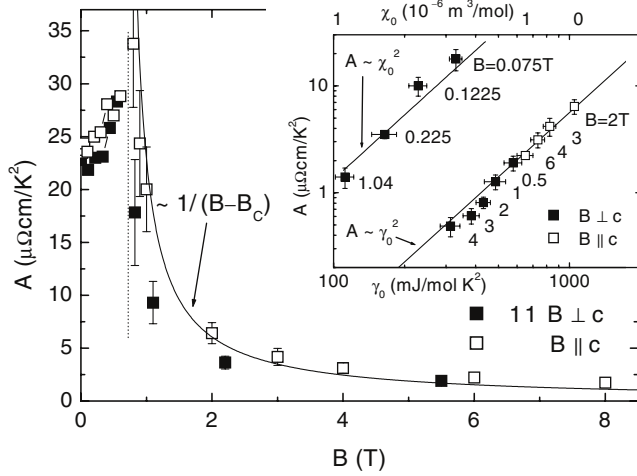 χ₀ (10⁻⁶ m³/mol)
1 1 0
35
30
25
20
15
10
5
0
A (μΩcm/K²)
0 2 4 6 8
B (T)
~ 1/(B−B_C)
11 B ⊥ c
B ∥ c
10
1
A (μΩcm/K²)
A ~ χ₀²
B=0.075T
0.1225
0.225
1.04
B=2T
3
4
6
0.5
1
2
3
4
A ~ γ₀²
B ⊥ c
B ∥ c
100 1000
γ₀ (mJ/mol K²)